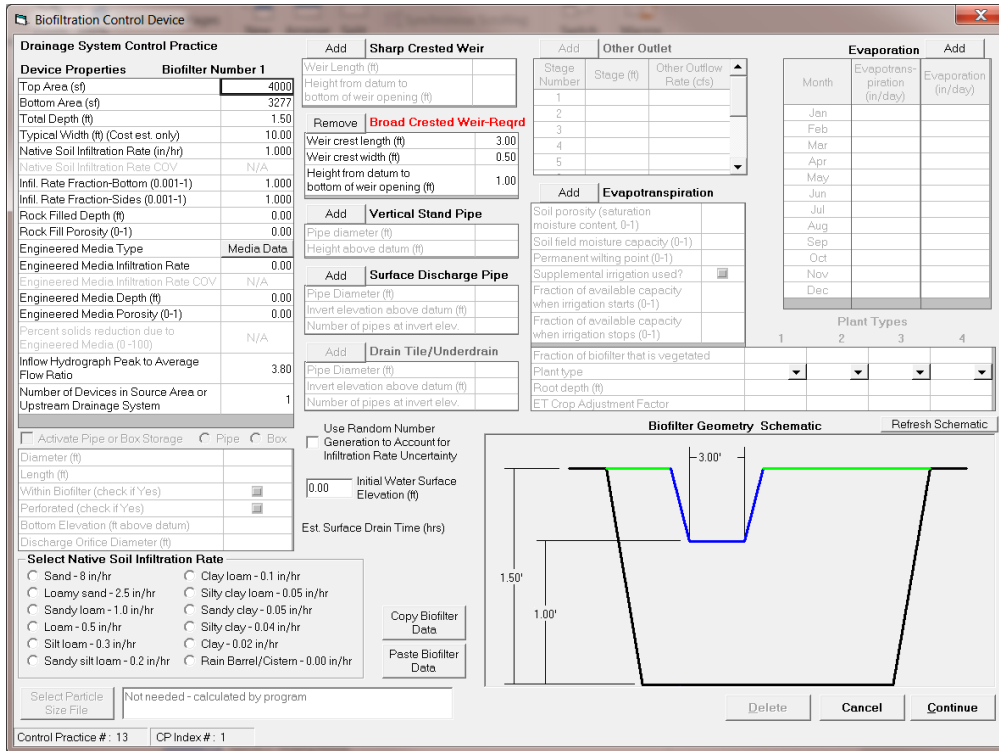 Biofiltration Control Device
Drainage System Control Practice
Device Properties Biofilter Number 1
Top Area (sf) 4000
Bottom Area (sf) 3277
Total Depth (ft) 1.50
Typical Width (ft) (Cost est. only) 10.00
Native Soil Infiltration Rate (in/hr) 1.000
Native Soil Infiltration Rate COV N/A
Infil. Rate Fraction-Bottom (0.001-1) 1.000
Infil. Rate Fraction-Sides (0.001-1) 1.000
Rock Filled Depth (ft) 0.00
Rock Fill Porosity (0-1) 0.00
Engineered Media Type Media Data
Engineered Media Infiltration Rate 0.00
Engineered Media Infiltration Rate COV N/A
Engineered Media Depth (ft) 0.00
Engineered Media Porosity (0-1) 0.00
Percent solids reduction due to
Engineered Media (0 -100) N/A
Inflow Hydrograph Peak to Average
Flow Ratio 3.80
Number of Devices in Source Area or
Upstream Drainage System 1
Activate Pipe or Box Storage Pipe Box
Diameter (ft)
Length (ft)
Within Biofilter (check if Yes)
Perforated (check if Yes)
Bottom Elevation (ft above datum)
Discharge Orifice Diameter (ft)
Select Native Soil Infiltration Rate
Sand - 8 in/hr Clay loam - 0.1 in/hr
Loamy sand - 2.5 in/hr Silty clay loam - 0.05 in/hr
Sandy loam - 1.0 in/hr Sandy clay - 0.05 in/hr
Loam - 0.5 in/hr Silty clay - 0.04 in/hr
Silt loam - 0.3 in/hr Clay - 0.02 in/hr
Sandy silt loam - 0.2 in/hr Rain Barrel/Cistern - 0.00 in/hr
Select Particle
Size File
Not needed - calculated by program
Control Practice # : 13 CP Index # : 1
Add Sharp Crested Weir
Weir Length (ft)
Height from datum to
bottom of weir opening (ft)
Remove Broad Crested Weir-Reqrd
Weir crest length (ft) 3.00
Weir crest width (ft) 0.50
Height from datum to
bottom of weir opening (ft) 1.00
Add Vertical Stand Pipe
Pipe diameter (ft)
Height above datum (ft)
Add Surface Discharge Pipe
Pipe Diameter (ft)
Invert elevation above datum (ft)
Number of pipes at invert elev.
Add Drain Tile/Underdrain
Pipe Diameter (ft)
Invert elevation above datum (ft)
Number of pipes at invert elev.
Use Random Number
Generation to Account for
Infiltration Rate Uncertainty
0.00 Initial Water Surface
Elevation (ft)
Est. Surface Drain Time (hrs)
Copy Biofilter
Data
Paste Biofilter
Data
Add Other Outlet
Stage Number Stage (ft) Other Outflow Rate (cfs)
1
2
3
4
5
Add Evapotranspiration
Soil porosity (saturation
moisture content, 0-1)
Soil field moisture capacity (0-1)
Permanent wilting point (0-1)
Supplemental irrigation used?
Fraction of available capacity
when irrigation starts (0-1)
Fraction of available capacity
when irrigation stops (0-1)
Fraction of biofilter that is vegetated
Plant type
Root depth (ft)
ET Crop Adjustment Factor
Evaporation Add
Month Evapotrans-piration (in/day) Evaporation (in/day)
Jan
Feb
Mar
Apr
May
Jun
Jul
Aug
Sep
Oct
Nov
Dec
Plant Types
1 2 3 4
Biofilter Geometry Schematic Refresh Schematic
3.00'
1.50'
1.00'
Delete Cancel Continue